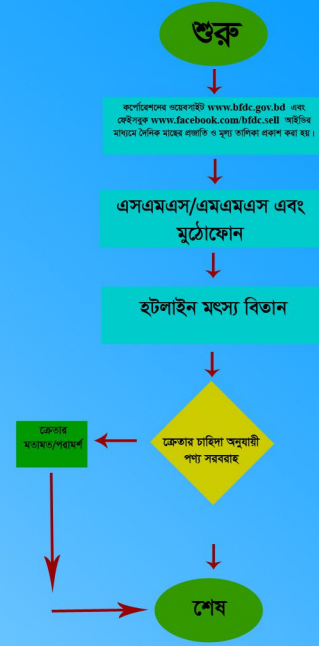 শুরু
কর্পোরেশনের ওয়েবসাইট www.bfdc.gov.bd এবং
ফেইসবুক www.facebook.com/bfdc.sell আইডির
মাধ্যমে দৈনিক মাছের প্রজাতি ও মূল্য তালিকা প্রকাশ করা হয়।
এসএমএস/এমএমএস এবং
মুঠোফোন
হটলাইন মৎস্য বিতান
ক্রেতার চাহিদা অনুযায়ী
পণ্য সরবরাহ
ক্রেতার
মতামত/পরামর্শ
শেষ